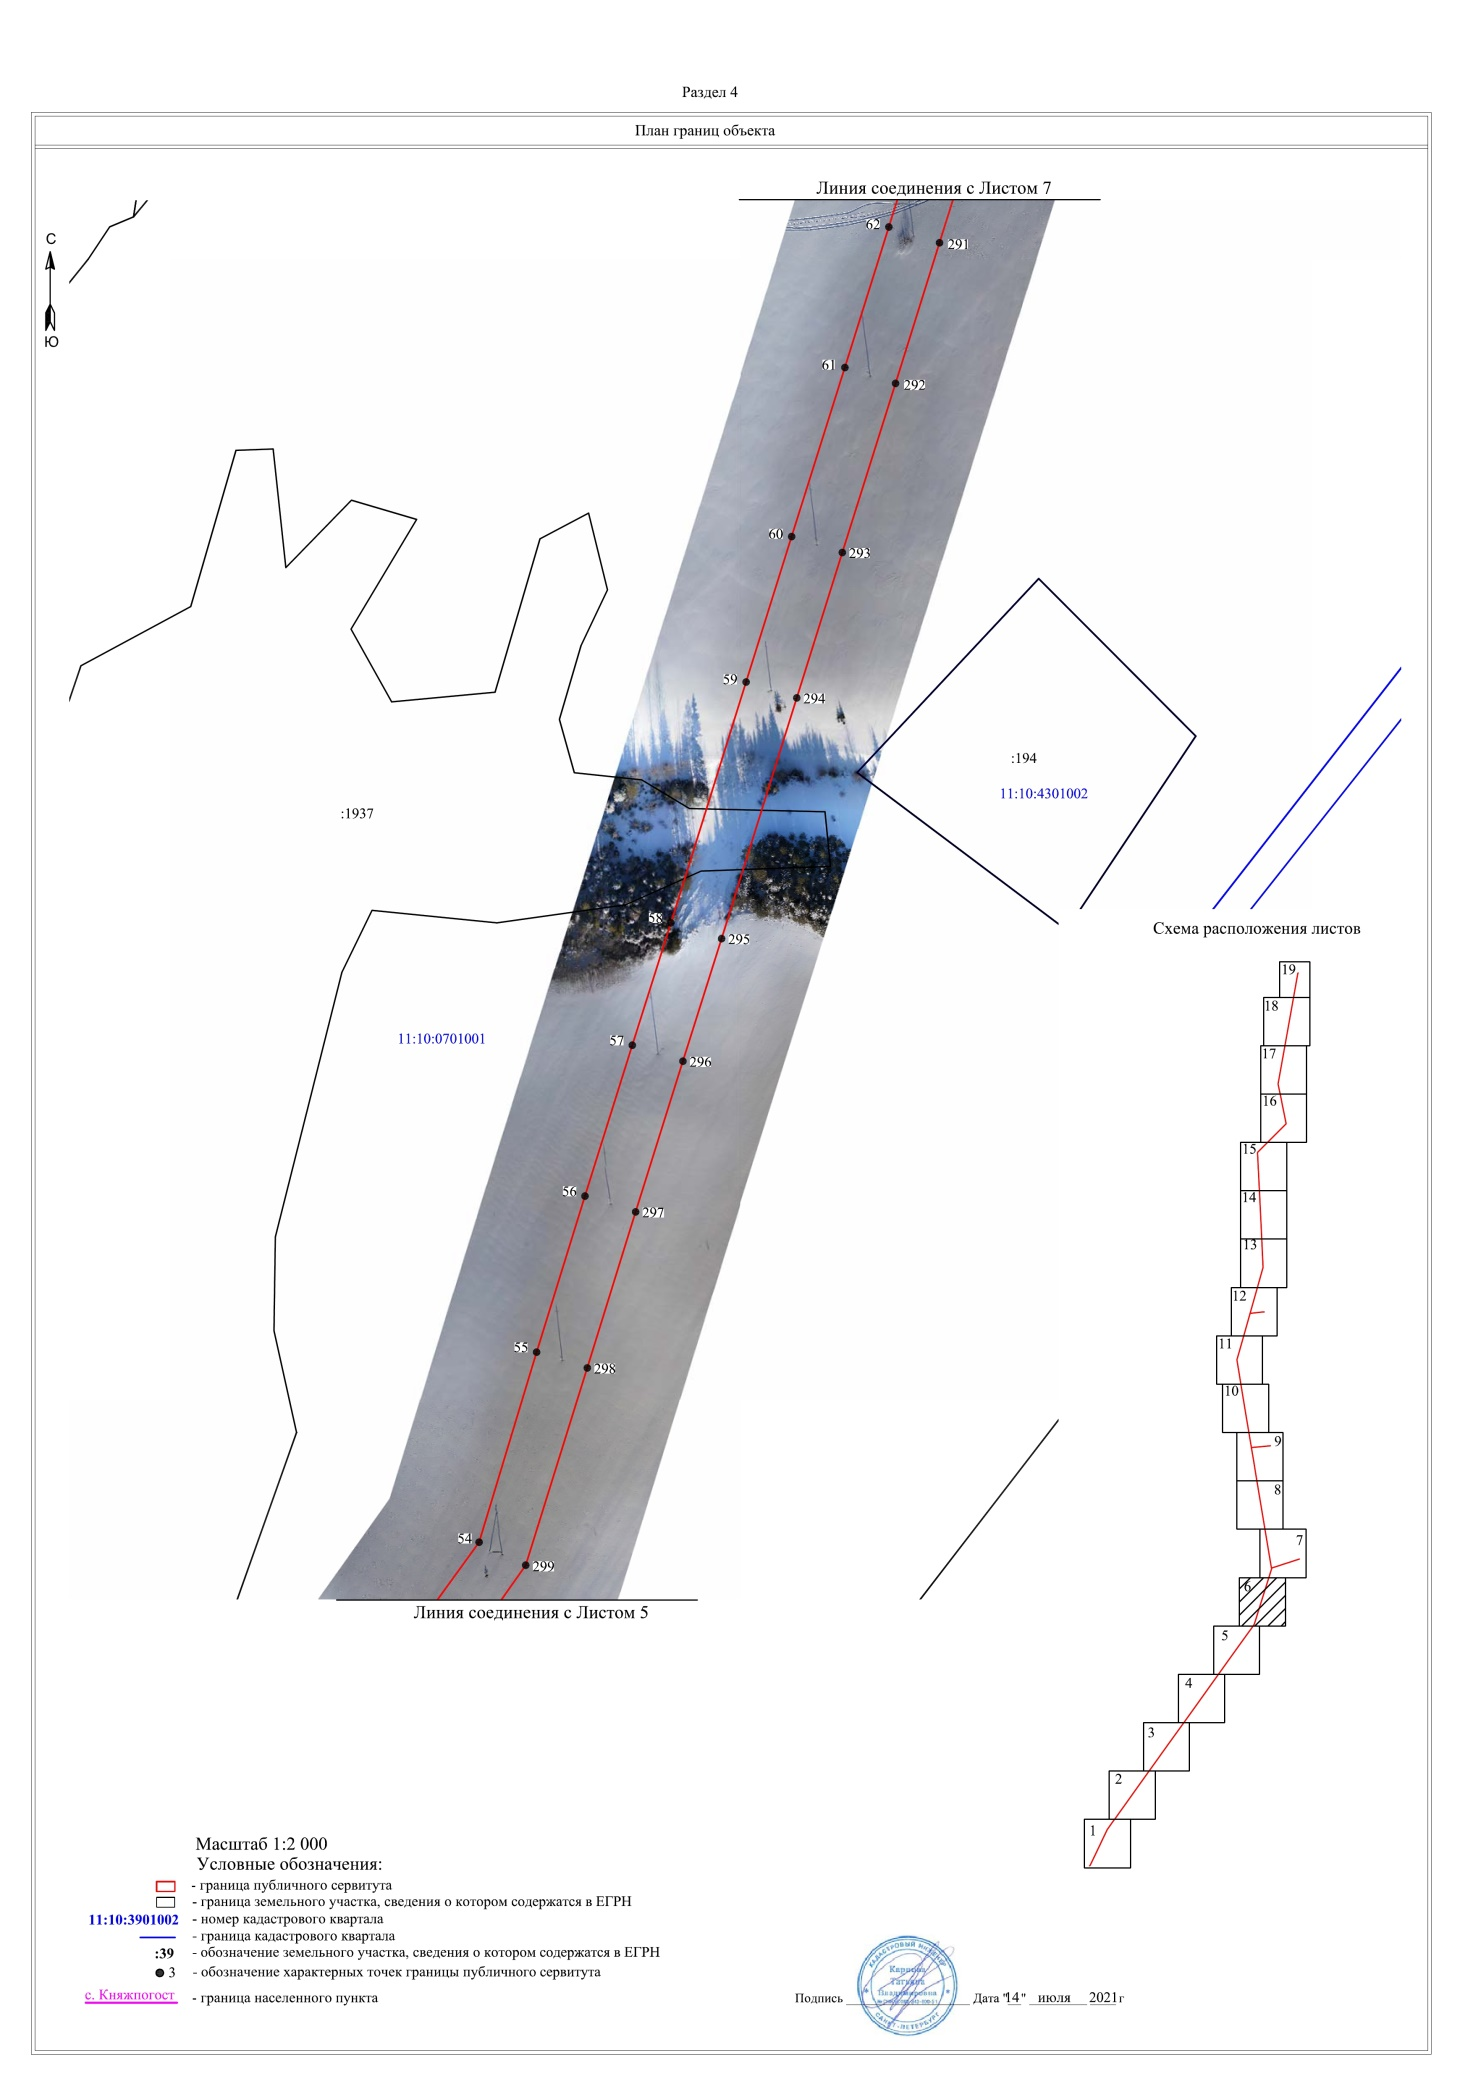 Раздел 4
План границ объекта
Линия соединения с Листом 7
С
Ю
62
291
61
292
60
293
59
294
:194
11:10:4301002
:1937
58
295
Схема расположения листов
11:10:0701001
57
296
56
297
55
298
54
299
Линия соединения с Листом 5
19
18
17
16
15
14
13
12
11
10
9
8
7
6
5
4
3
2
1
Масштаб 1:2 000
Условные обозначения:
- граница публичного сервитута
- граница земельного участка, сведения о котором содержатся в ЕГРН
11:10:3901002 - номер кадастрового квартала
- граница кадастрового квартала
:39 - обозначение земельного участка, сведения о котором содержатся в ЕГРН
3 - обозначение характерных точек границы публичного сервитута
с. Княжпогост - граница населенного пункта
Подпись Дата "14" июля 2021г
КАДАСТРОВЫЙ ИНЖЕНЕР
Татьяна
САНКТ-ПЕТЕРБУРГ